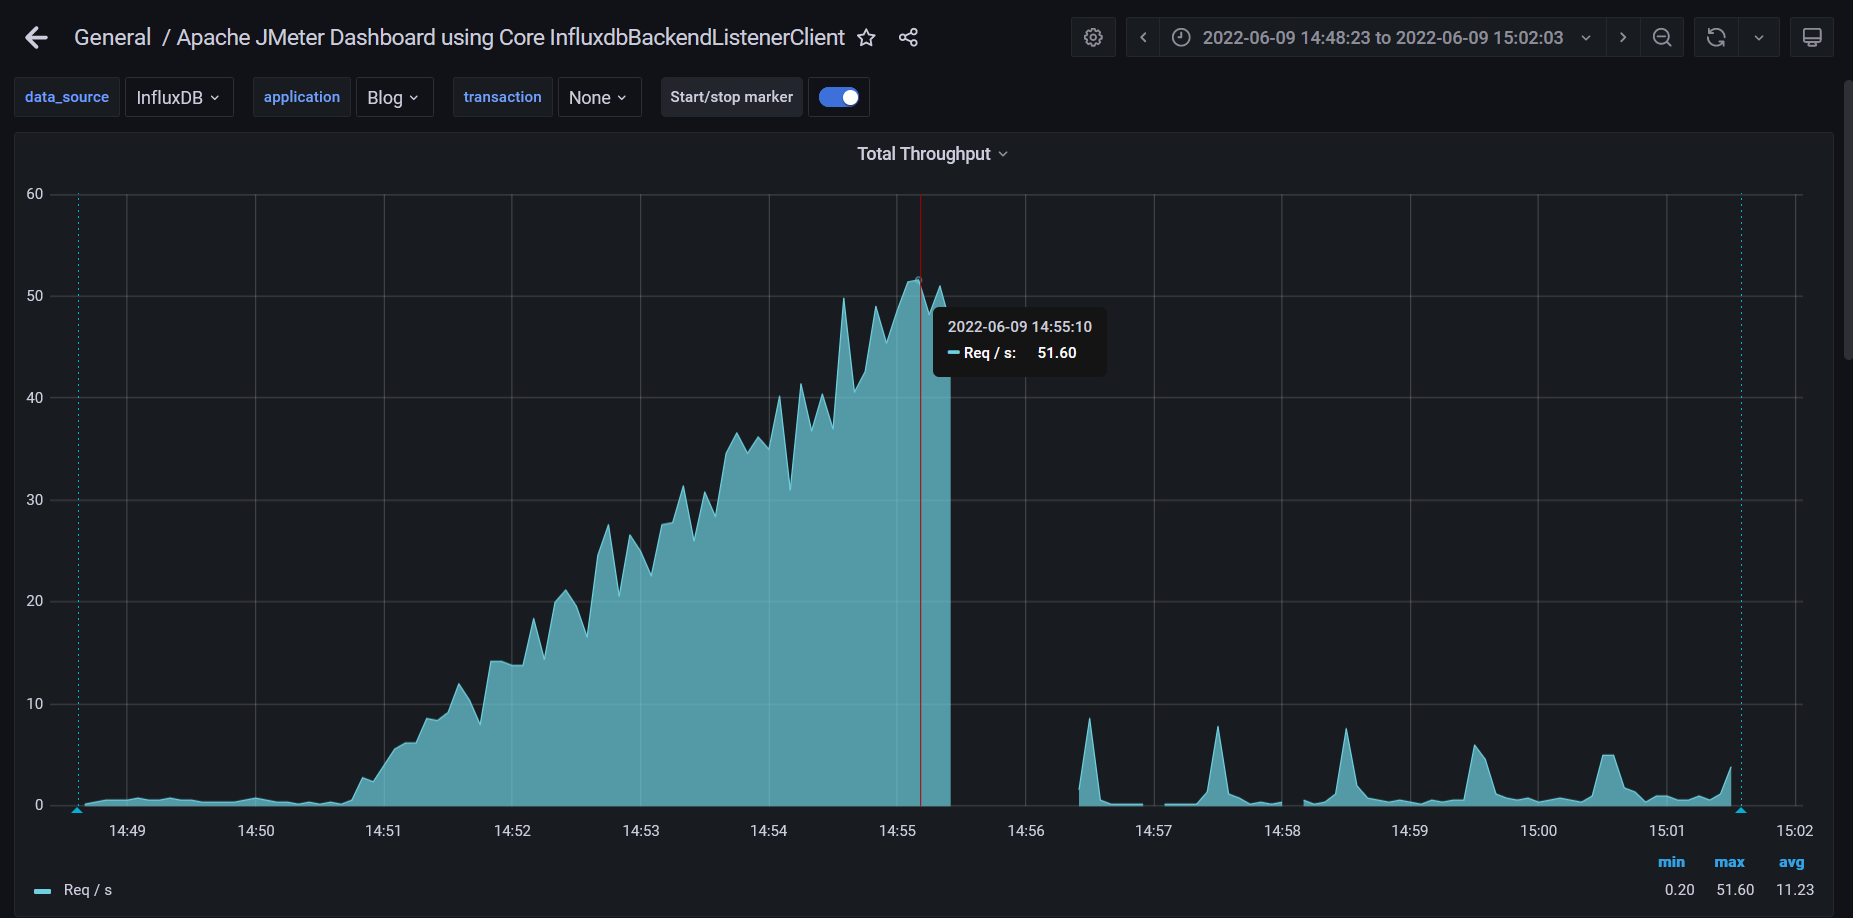 General / Apache JMeter Dashboard using Core InfluxdbBackendListenerClient
2022-06-09 14:48:23 to 2022-06-09 15:02:03
data_source InfluxDB application Blog transaction None Start/stop marker
Total Throughput
60
50
40
30
20
10
0
2022-06-09 14:55:10
Req / s: 51.60
14:49 14:50 14:51 14:52 14:53 14:54 14:55 14:56 14:57 14:58 14:59 15:00 15:01 15:02
min max avg
Req / s 0.20 51.60 11.23